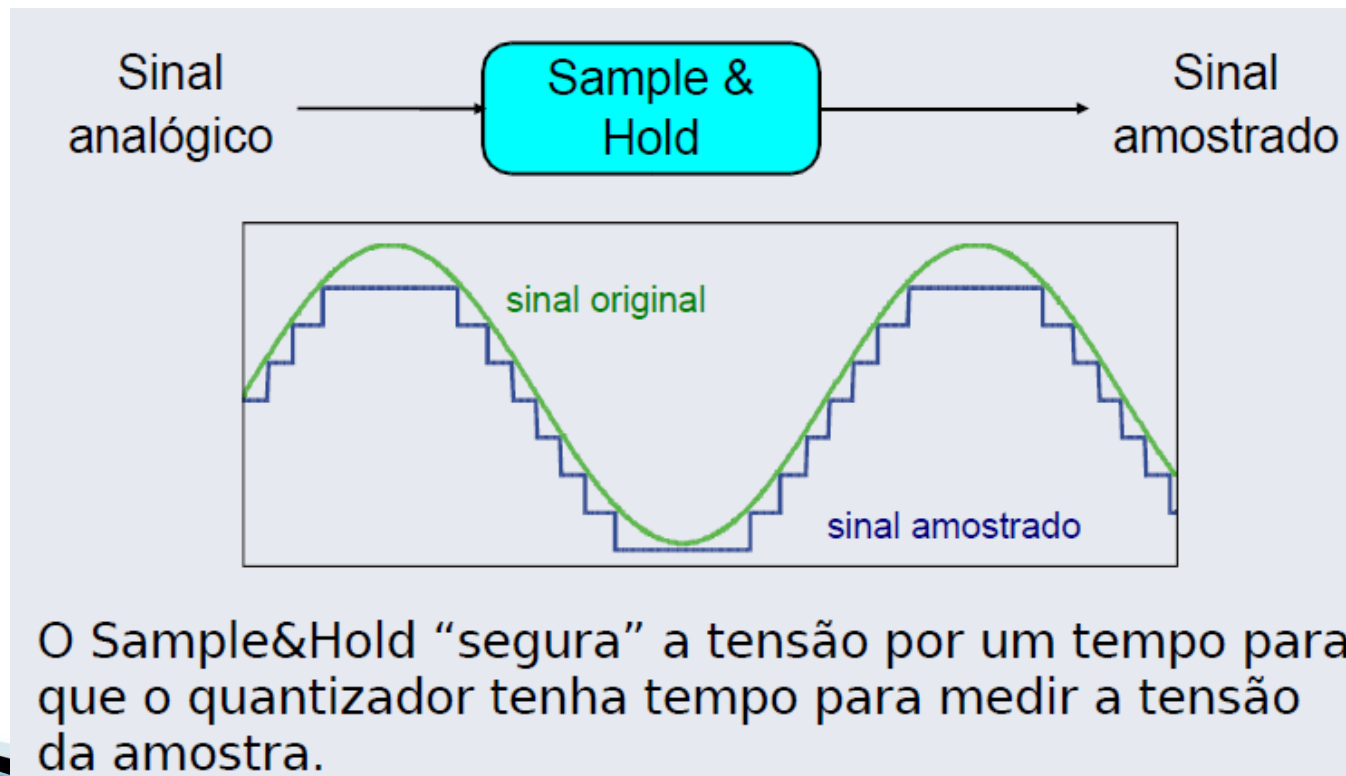 Sinal
analógico
Sample &
Hold
Sinal
amostrado
sinal original
sinal amostrado
O Sample&Hold “segura” a tensão por um tempo para
que o quantizador tenha tempo para medir a tensão
da amostra.